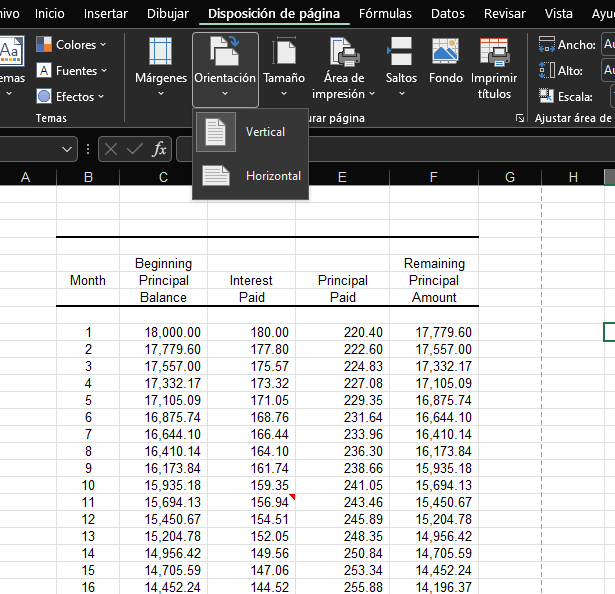 Inicio Insertar Dibujar Disposición de página Fórmulas Datos Revisar Vista
Colores
Fuentes
Efectos
Temas
Márgenes Orientación Tamaño Área de impresión Saltos Fondo Imprimir títulos
Ancho:
Alto:
Escala:
Ajustar área de
Vertical
Horizontal
fx
A B C E F G H
Beginning Remaining
Month Principal Interest Principal Principal
Balance Paid Paid Amount
1 18,000.00 180.00 220.40 17,779.60
2 17,779.60 177.80 222.60 17,557.00
3 17,557.00 175.57 224.83 17,332.17
4 17,332.17 173.32 227.08 17,105.09
5 17,105.09 171.05 229.35 16,875.74
6 16,875.74 168.76 231.64 16,644.10
7 16,644.10 166.44 233.96 16,410.14
8 16,410.14 164.10 236.30 16,173.84
9 16,173.84 161.74 238.66 15,935.18
10 15,935.18 159.35 241.05 15,694.13
11 15,694.13 156.94 243.46 15,450.67
12 15,450.67 154.51 245.89 15,204.78
13 15,204.78 152.05 248.35 14,956.42
14 14,956.42 149.56 250.84 14,705.59
15 14,705.59 147.06 253.34 14,452.24
16 14,452.24 144.52 255.88 14,196.37